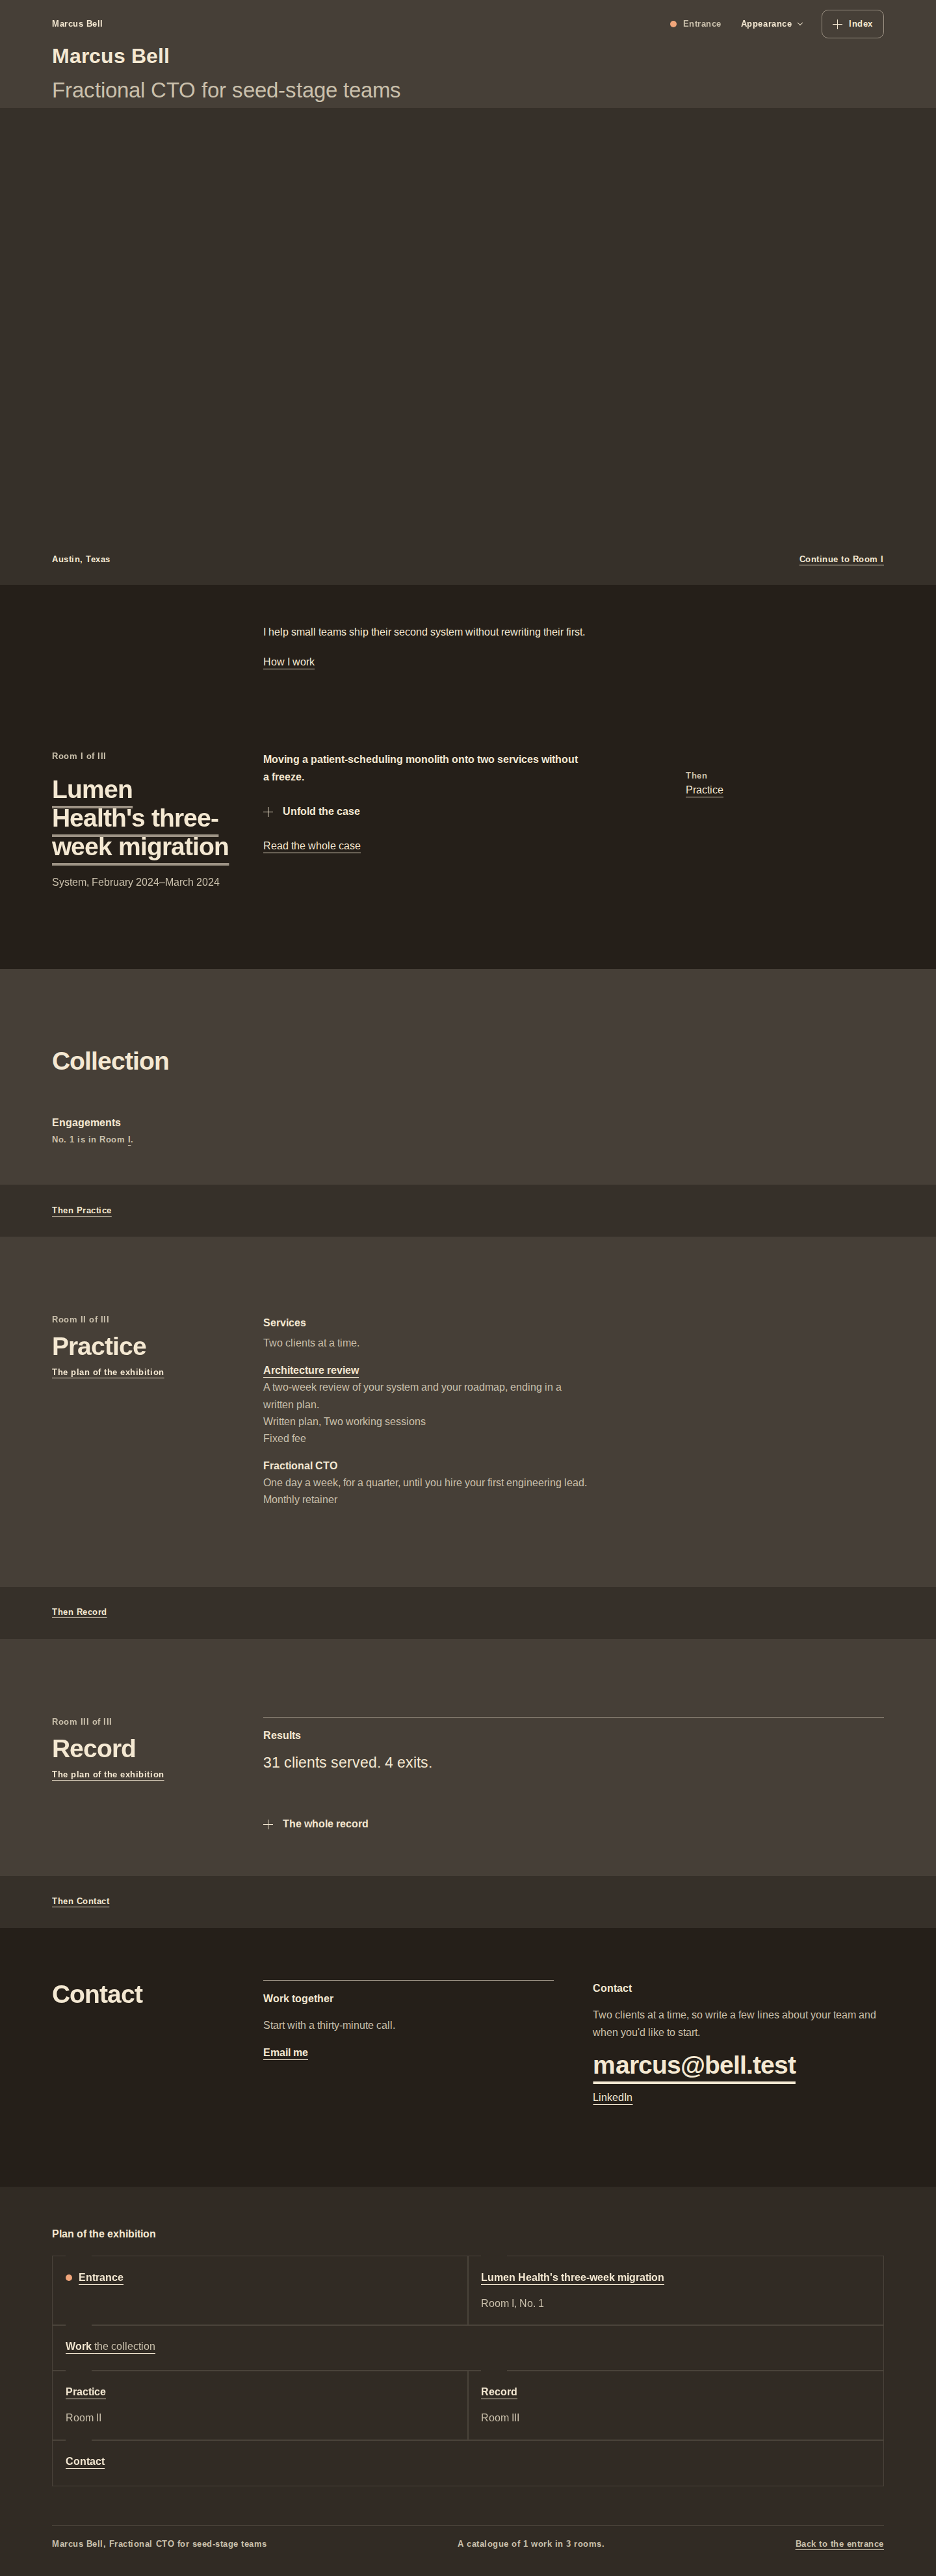 Marcus Bell
Entrance
Appearance
Index
Marcus Bell
Fractional CTO for seed-stage teams
Austin, Texas
Continue to Room I
I help small teams ship their second system without rewriting their first.
How I work
Room I of III
Lumen
Health's three-
week migration
System, February 2024–March 2024
Moving a patient-scheduling monolith onto two services without
a freeze.
Unfold the case
Read the whole case
Then
Practice
Collection
Engagements
No. 1 is in Room I.
Then Practice
Room II of III
Practice
The plan of the exhibition
Services
Two clients at a time.
Architecture review
A two-week review of your system and your roadmap, ending in a
written plan.
Written plan, Two working sessions
Fixed fee
Fractional CTO
One day a week, for a quarter, until you hire your first engineering lead.
Monthly retainer
Then Record
Room III of III
Record
The plan of the exhibition
Results
31 clients served. 4 exits.
The whole record
Then Contact
Contact
Work together
Start with a thirty-minute call.
Email me
Contact
Two clients at a time, so write a few lines about your team and
when you'd like to start.
marcus@bell.test
LinkedIn
Plan of the exhibition
Entrance
Lumen Health's three-week migration
Room I, No. 1
Work the collection
Practice
Room II
Record
Room III
Contact
Marcus Bell, Fractional CTO for seed-stage teams
A catalogue of 1 work in 3 rooms.
Back to the entrance